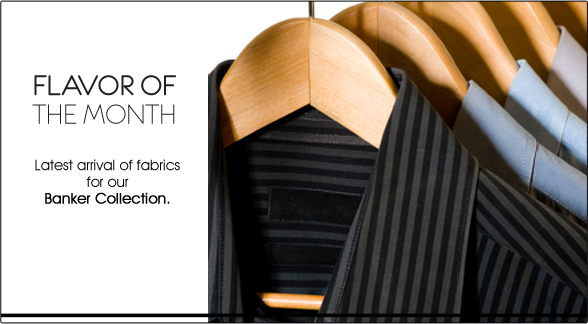 FLAVOR OF
THE MONTH
Latest arrival of fabrics
for our
Banker Collection.